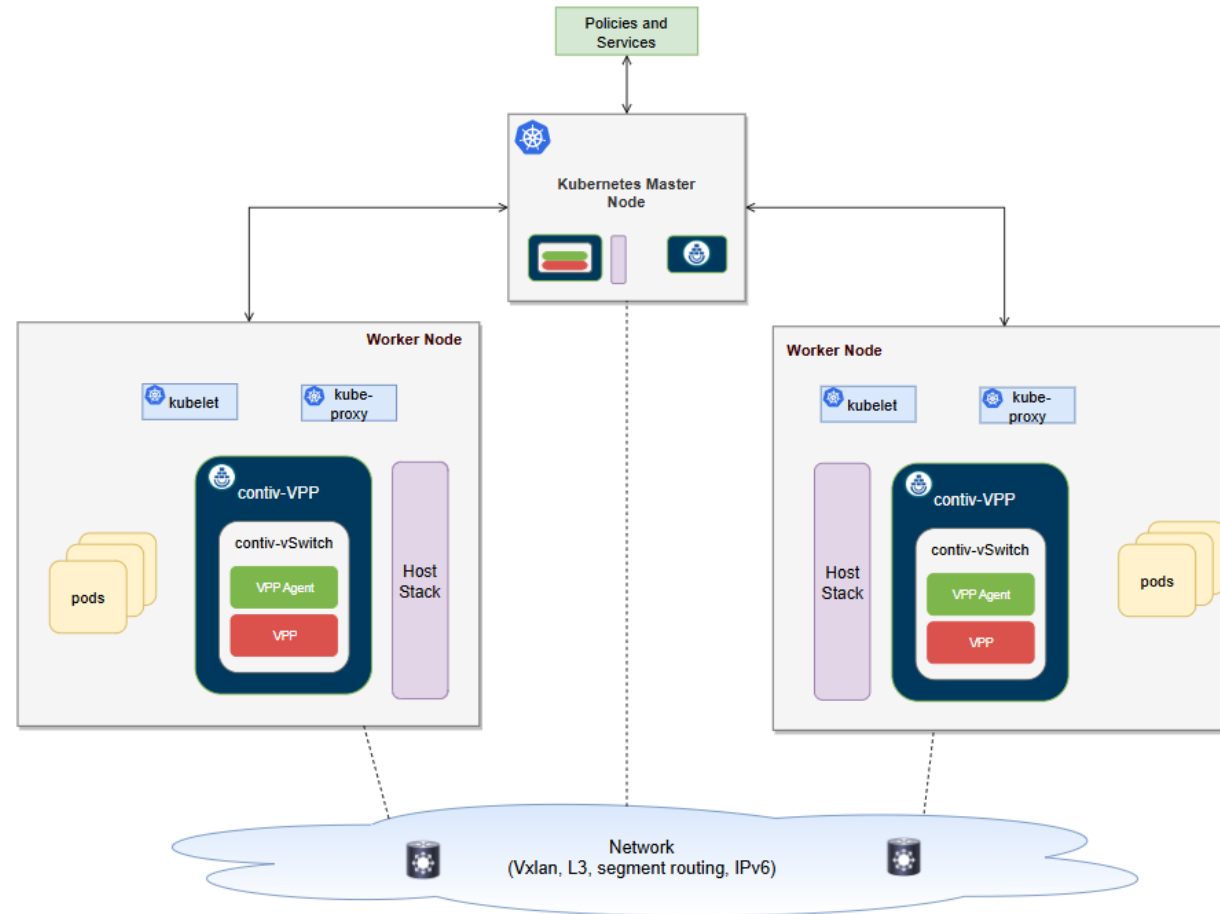 Policies and
Services
Kubernetes Master
Node
Worker Node
kubelet
kube-
proxy
contiv-VPP
contiv-vSwitch
VPP Agent
VPP
Host
Stack
pods
Worker Node
kubelet
kube-
proxy
Host
Stack
contiv-VPP
contiv-vSwitch
VPP Agent
VPP
pods
Network
(Vxlan, L3, segment routing, IPv6)